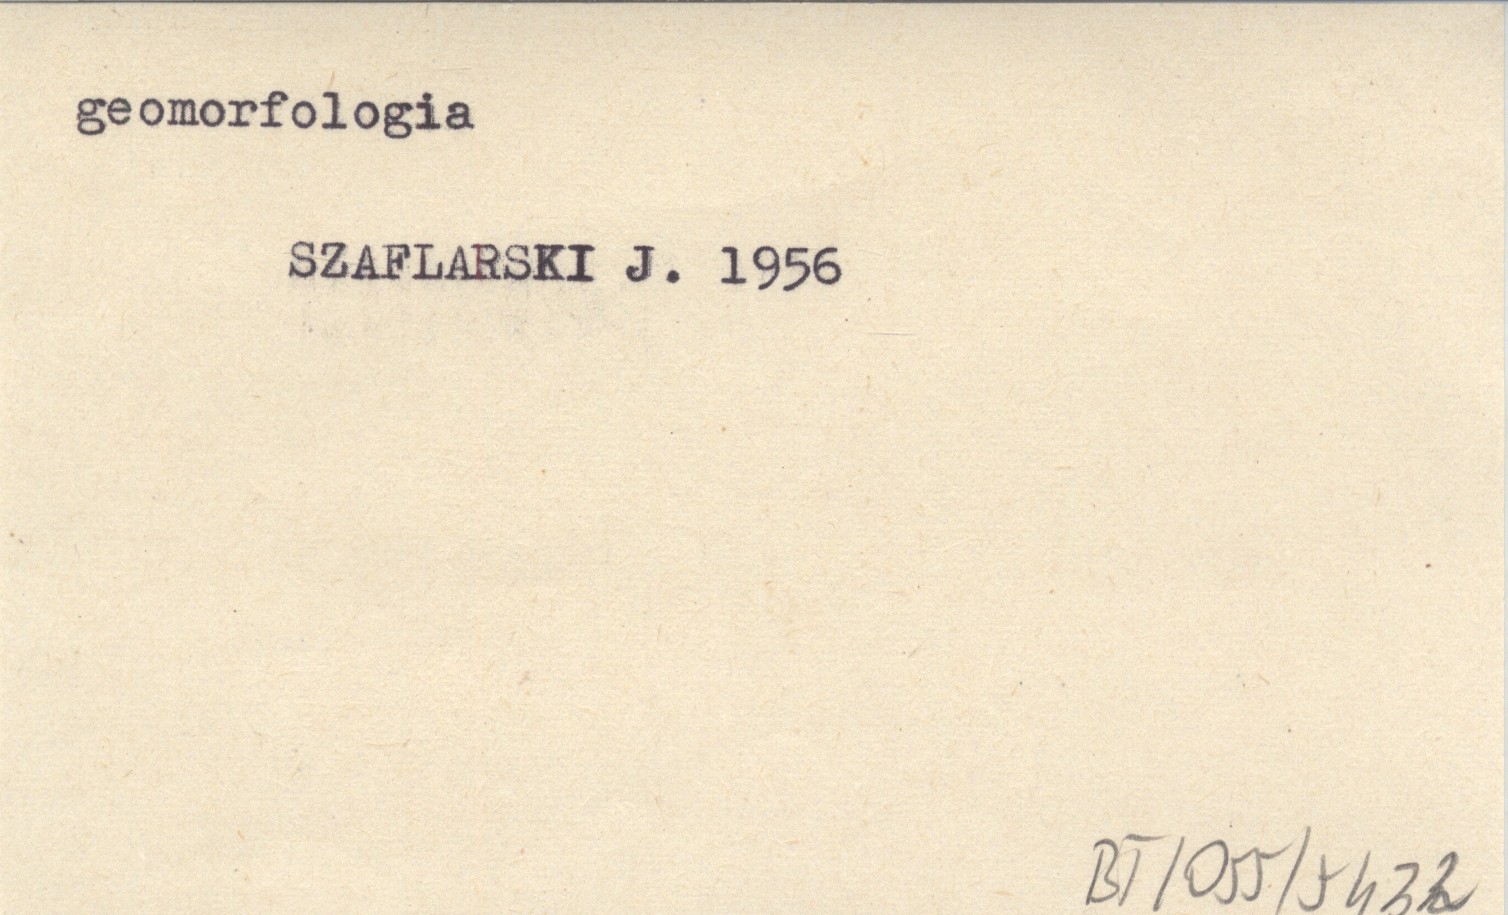 geomorfologia
SZAFLARSKI J. 1956
BT/055/5432